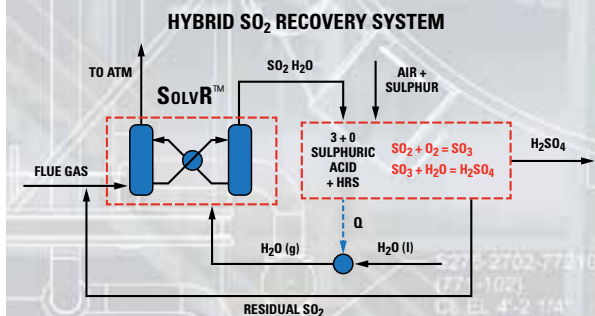 HYBRID SO₂ RECOVERY SYSTEM
TO ATM
SO₂ H₂O
SOLVR™
AIR +
SULPHUR
FLUE GAS
3 + 0
SULPHURIC
ACID
+ HRS
SO₂ + O₂ = SO₃
SO₃ + H₂O = H₂SO₄
H₂SO₄
Q
H₂O (g)
H₂O (l)
RESIDUAL SO₂